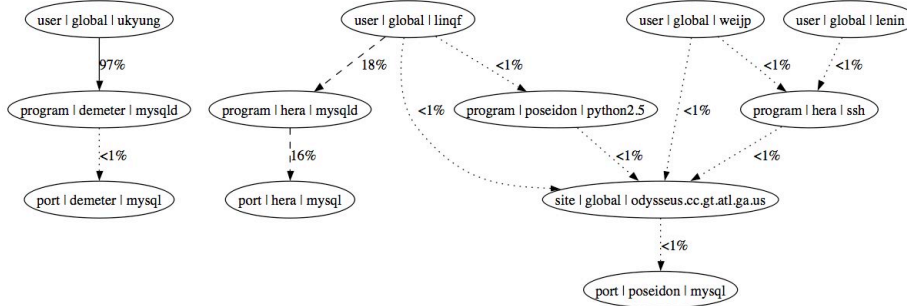 user | global | ukyung
user | global | linqf
user | global | weijp
user | global | lenin
97%
18%
<1%
<1%
<1%
program | demeter | mysqld
program | hera | mysqld
<1%
program | poseidon | python2.5
<1%
program | hera | ssh
<1%
16%
<1%
<1%
port | demeter | mysql
port | hera | mysql
site | global | odysseus.cc.gt.atl.ga.us
<1%
port | poseidon | mysql